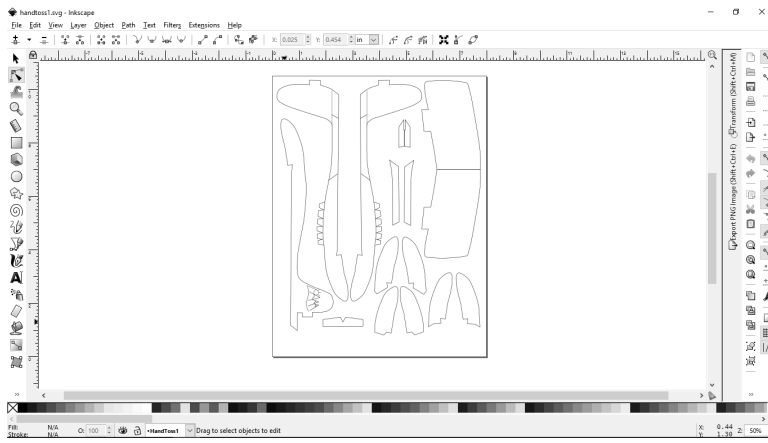 handtoss1.svg - Inkscape
File Edit View Layer Object Path Text Filters Extensions Help
X: 0.025 Y: 0.454 in
Transform (Shift+Ctrl+M)
Export PNG Image (Shift+Ctrl+E)
Fill: N/A
Stroke: N/A
O: 100
•HandToss1
Drag to select objects to edit
X: 0.44
Y: 1.30
Z: 50%